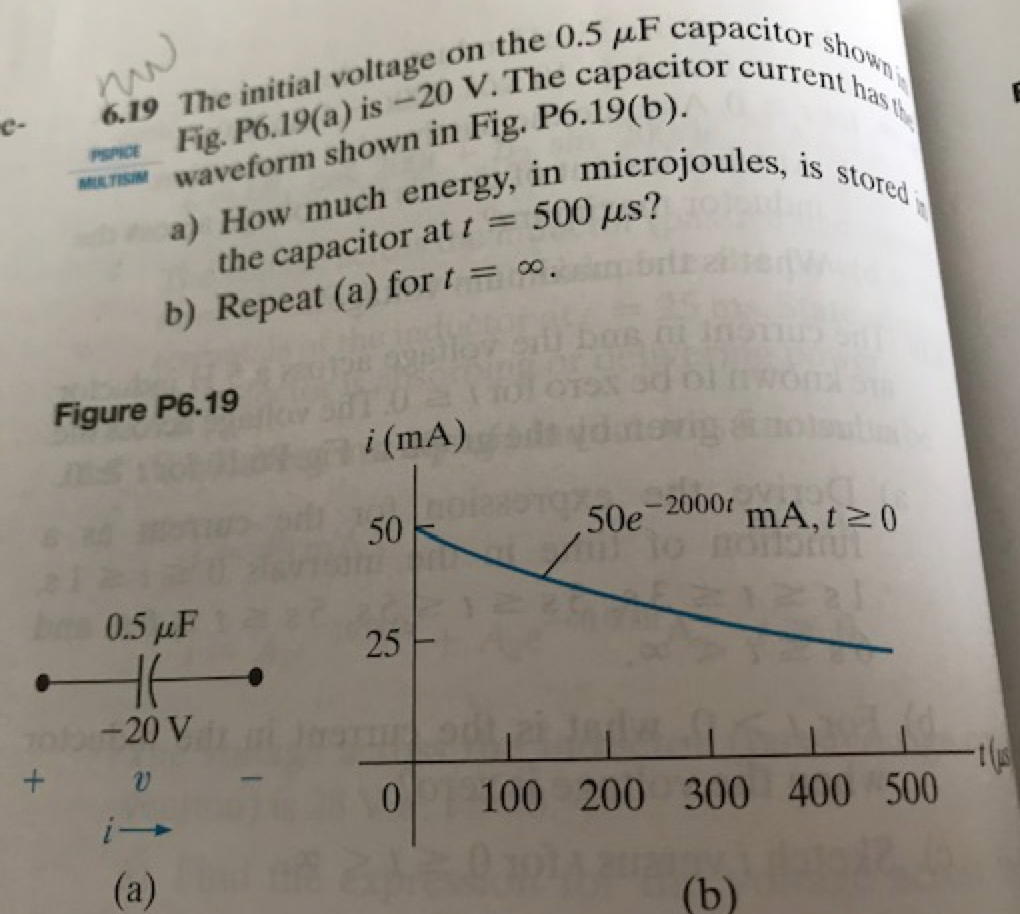 6.19 The initial voltage on the 0.5 μF capacitor shown in
Fig. P6.19(a) is −20 V. The capacitor current has the
waveform shown in Fig. P6.19(b).
PSPICE
MULTISIM
a) How much energy, in microjoules, is stored in
the capacitor at t = 500 μs?
b) Repeat (a) for t = ∞.
Figure P6.19
i (mA)
50
50e^−2000t mA, t ≥ 0
25
0 100 200 300 400 500
t (μs
(b)
0.5 μF
−20 V
+ v −
i→
(a)
e-